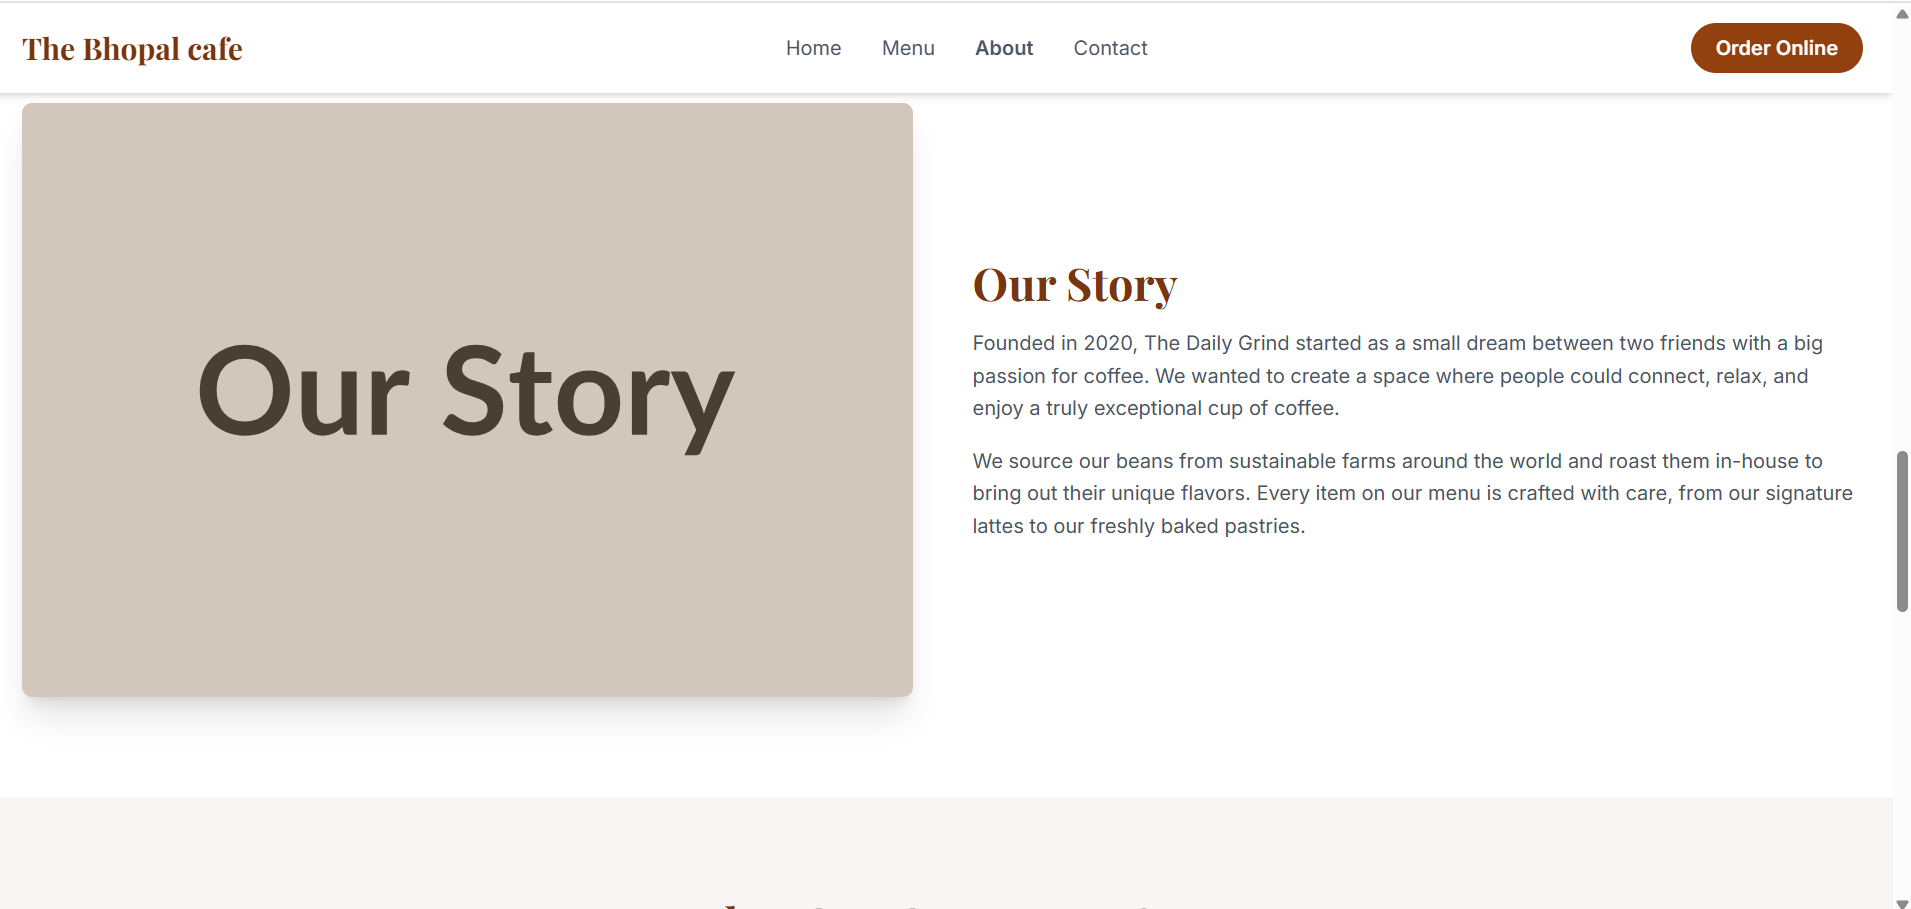 The Bhopal cafe
Home Menu About Contact
Order Online
Our Story
Our Story
Founded in 2020, The Daily Grind started as a small dream between two friends with a big
passion for coffee. We wanted to create a space where people could connect, relax, and
enjoy a truly exceptional cup of coffee.
We source our beans from sustainable farms around the world and roast them in-house to
bring out their unique flavors. Every item on our menu is crafted with care, from our signature
lattes to our freshly baked pastries.